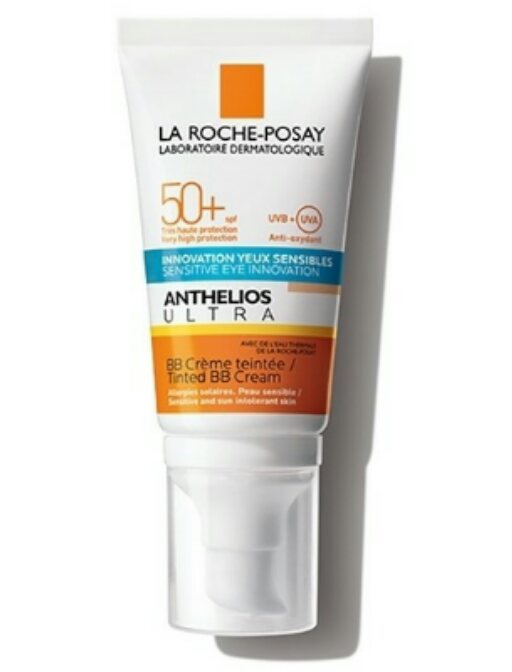 LA ROCHE-POSAY
LABORATOIRE DERMATOLOGIQUE
50+ spf
Très haute protection
Very high protection
UVB + UVA
Anti-oxydant
INNOVATION YEUX SENSIBLES
SENSITIVE EYE INNOVATION
ANTHELIOS
ULTRA
AVEC DE L'EAU THERMALE
DE LA ROCHE-POSAY
BB Crème teintée /
Tinted BB Cream
Allergies solaires. Peau sensible /
Sensitive and sun intolerant skin